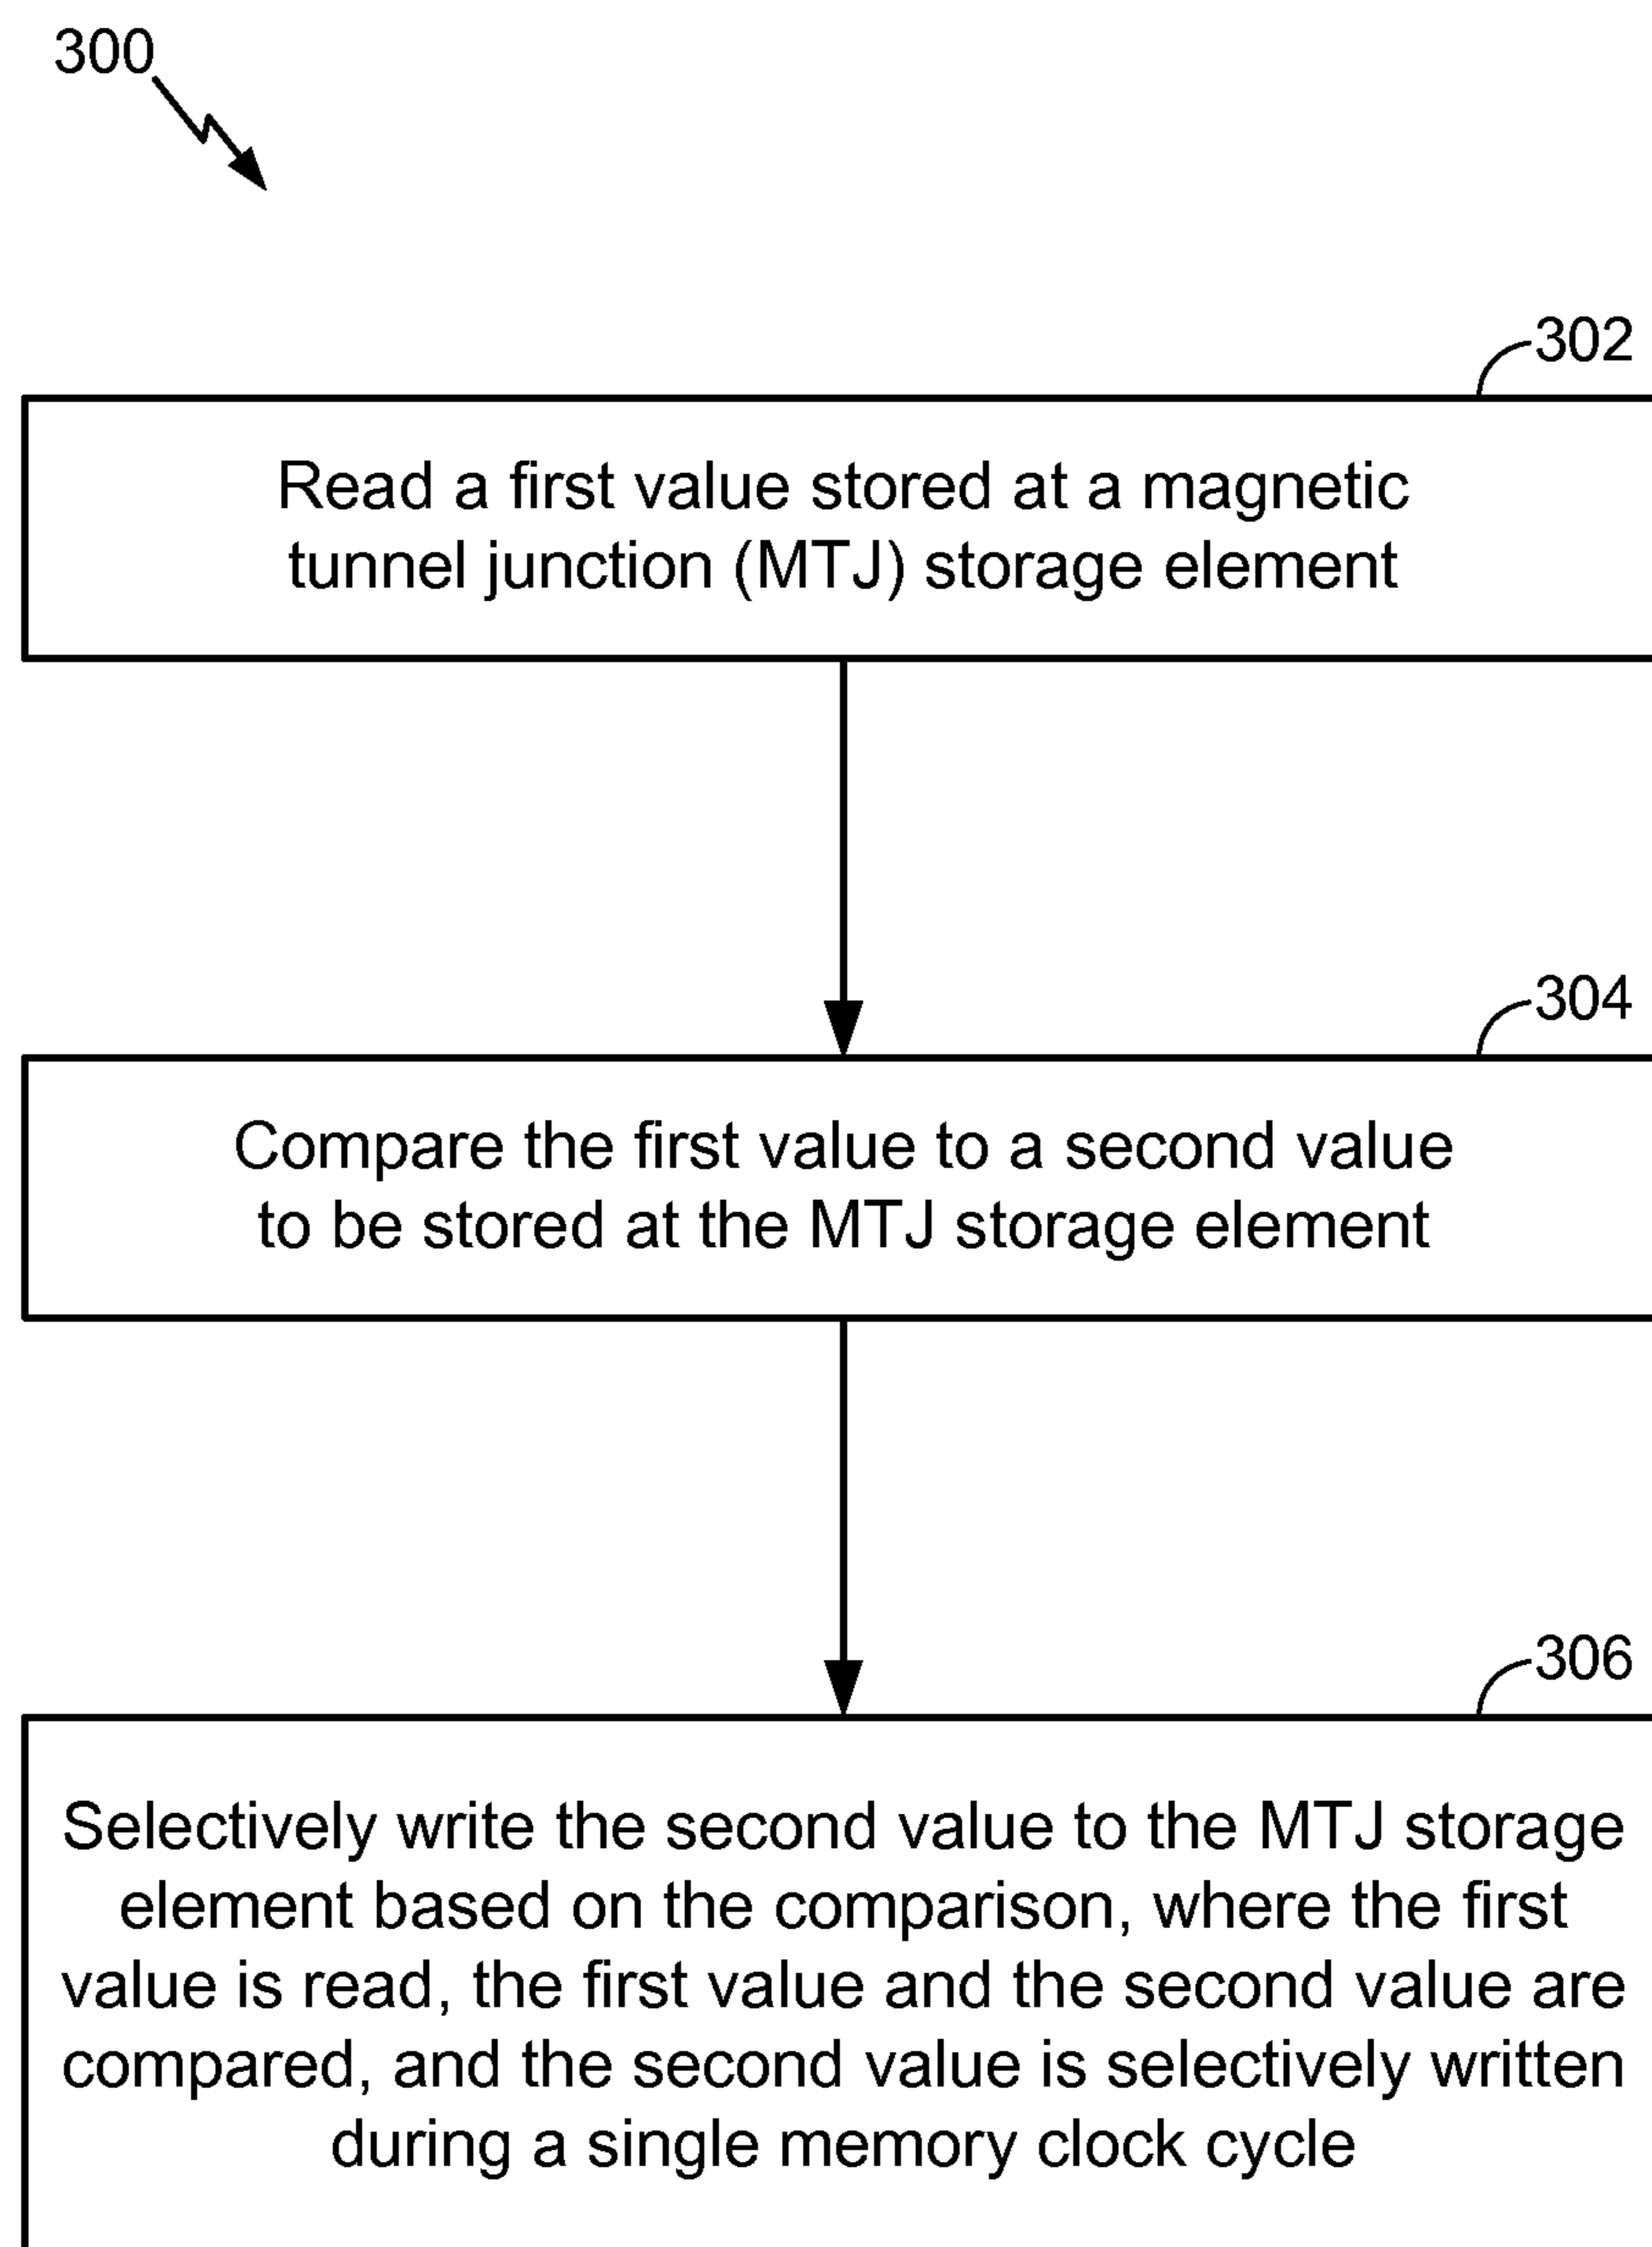 300
302
Read a first value stored at a magnetic
tunnel junction (MTJ) storage element
304
Compare the first value to a second value
to be stored at the MTJ storage element
306
Selectively write the second value to the MTJ storage
element based on the comparison, where the first
value is read, the first value and the second value are
compared, and the second value is selectively written
during a single memory clock cycle